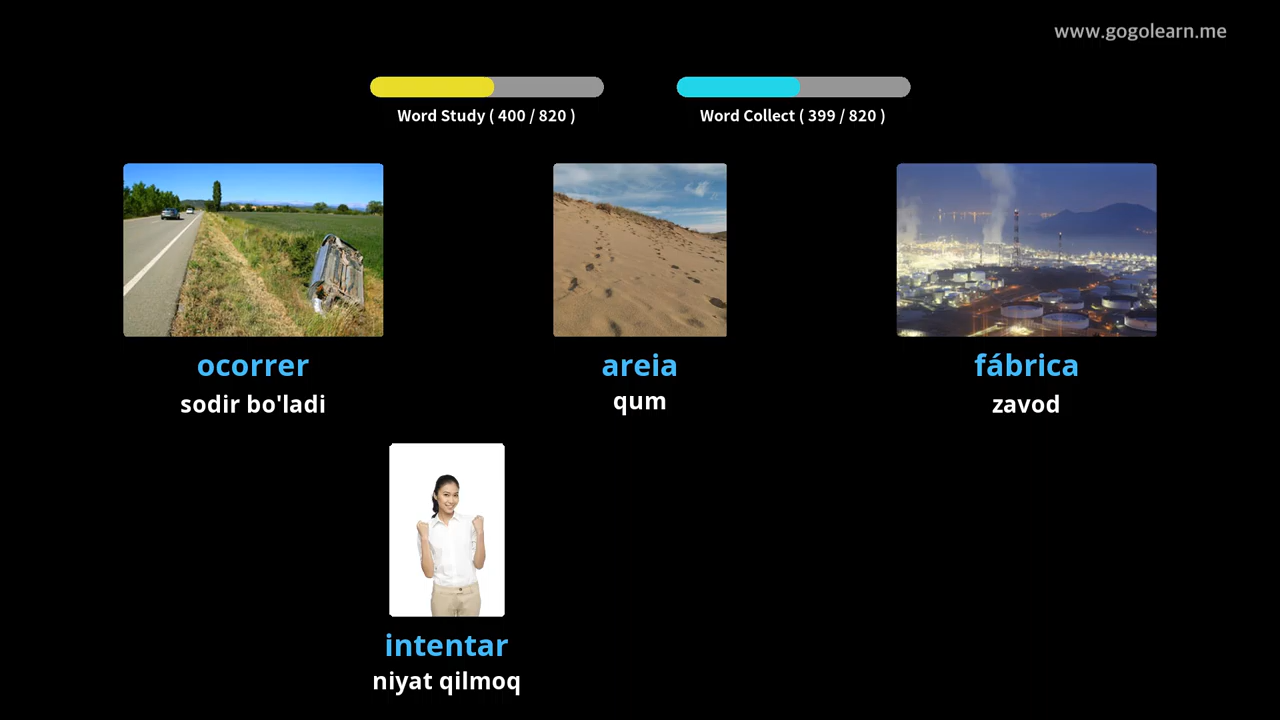 www.gogolearn.me
Word Study ( 400 / 820 )
Word Collect ( 399 / 820 )
ocorrer
sodir bo'ladi
areia
qum
fábrica
zavod
intentar
niyat qilmoq